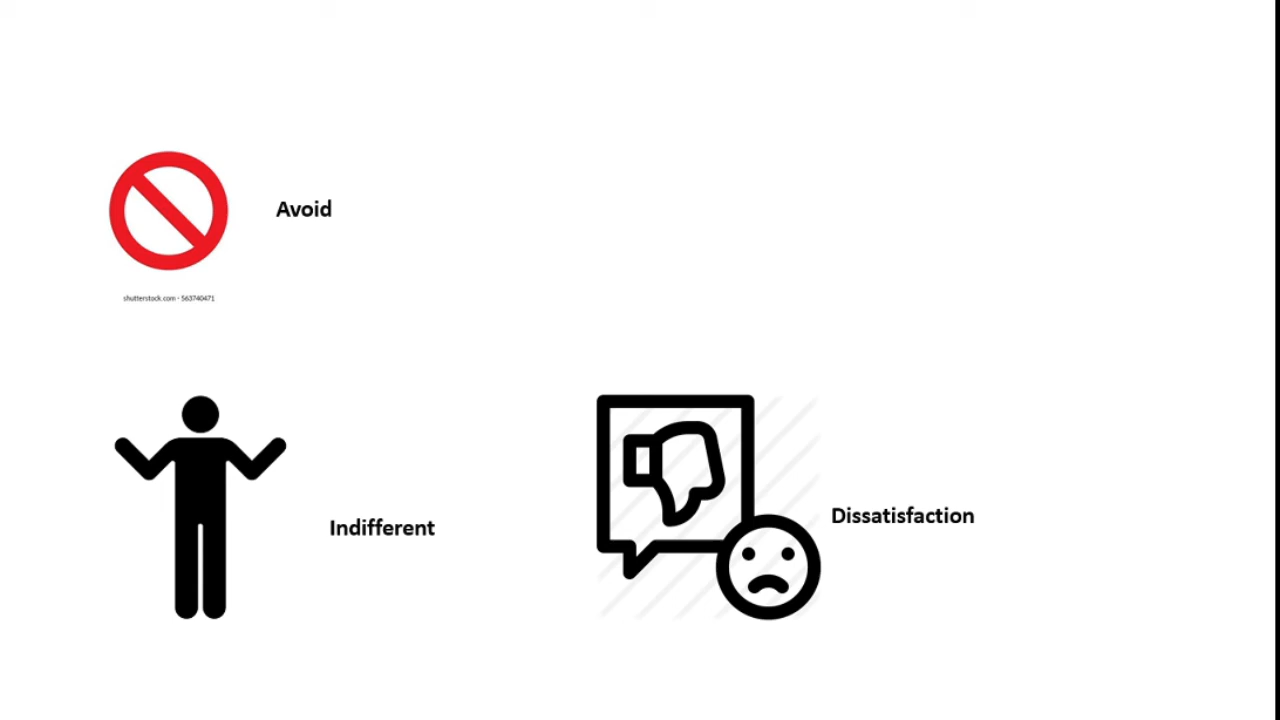 Avoid
shutterstock.com · 563740471
Indifferent
Dissatisfaction